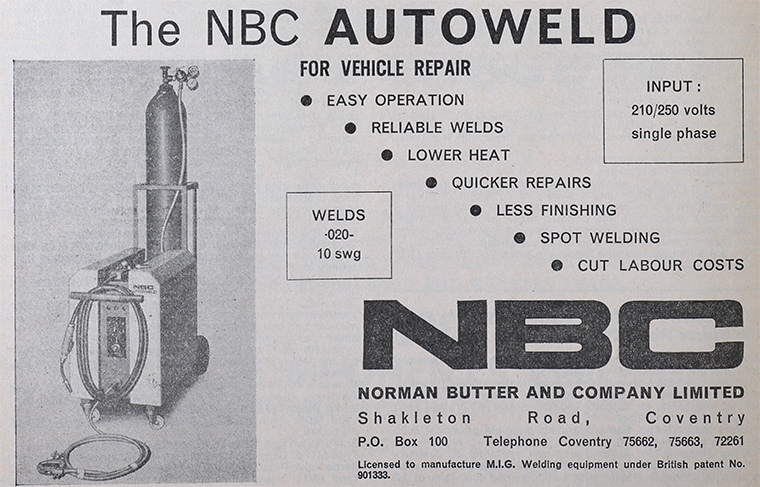 The NBC AUTOWELD
FOR VEHICLE REPAIR
● EASY OPERATION
● RELIABLE WELDS
● LOWER HEAT
● QUICKER REPAIRS
● LESS FINISHING
● SPOT WELDING
● CUT LABOUR COSTS
INPUT :
210/250 volts
single phase
WELDS
·020-
10 swg
NBC
AUTOWELD
NBC
NORMAN BUTTER AND COMPANY LIMITED
Shakleton Road, Coventry
P.O. Box 100 Telephone Coventry 75662, 75663, 72261
Licensed to manufacture M.I.G. Welding equipment under British patent No.
901333.